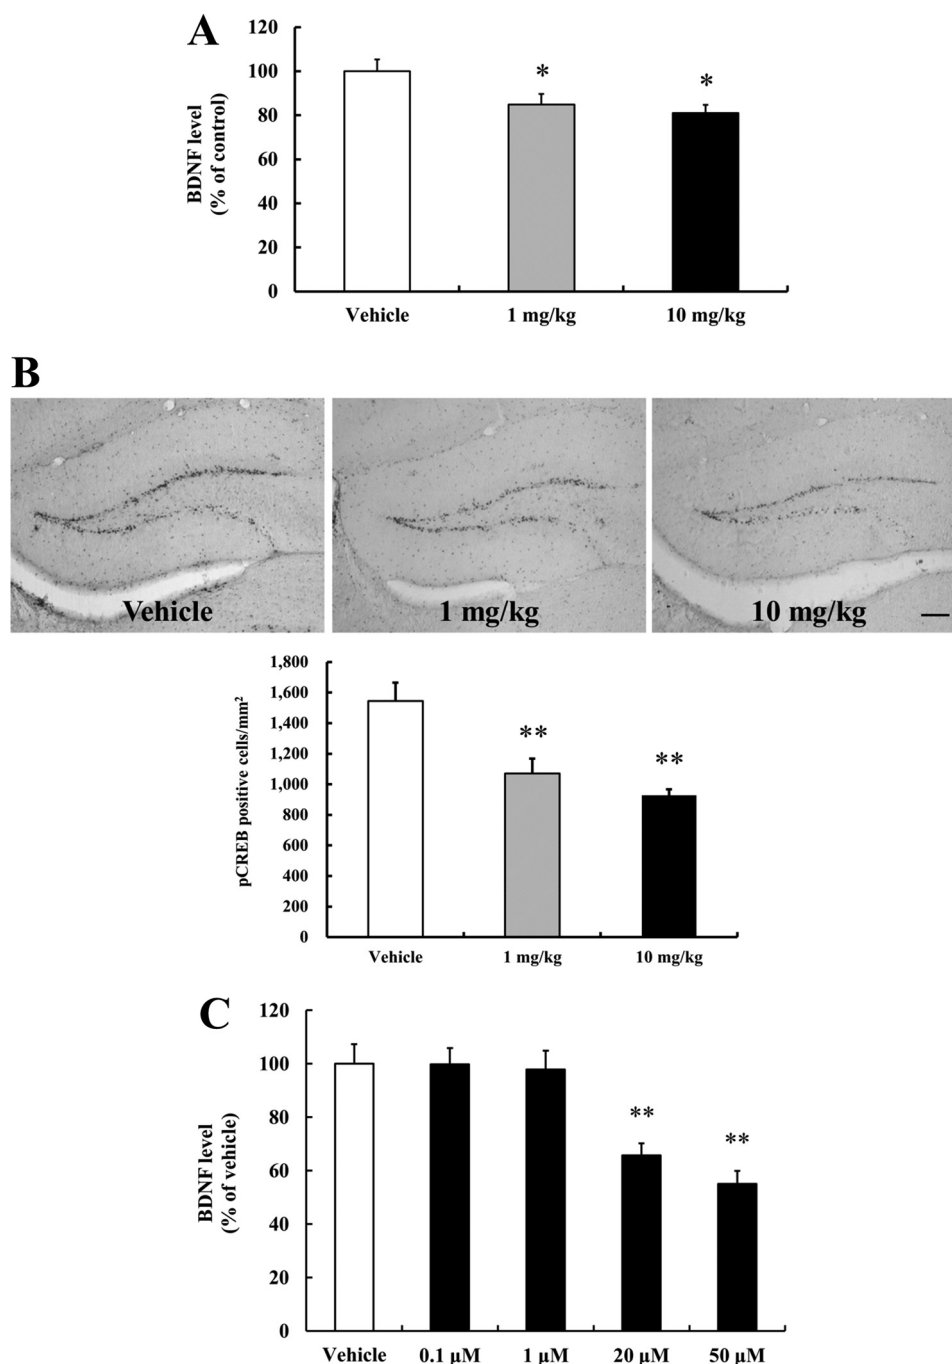 A
BDNF level
(% of control)
120
100
80
60
40
20
0
*
*
Vehicle 1 mg/kg 10 mg/kg
B
Vehicle 1 mg/kg 10 mg/kg
pCREB positive cells/mm²
1,800
1,600
1,400
1,200
1,000
800
600
400
200
0
**
**
Vehicle 1 mg/kg 10 mg/kg
C
BDNF level
(% of vehicle)
120
100
80
60
40
20
0
**
**
Vehicle 0.1 µM 1 µM 20 µM 50 µM